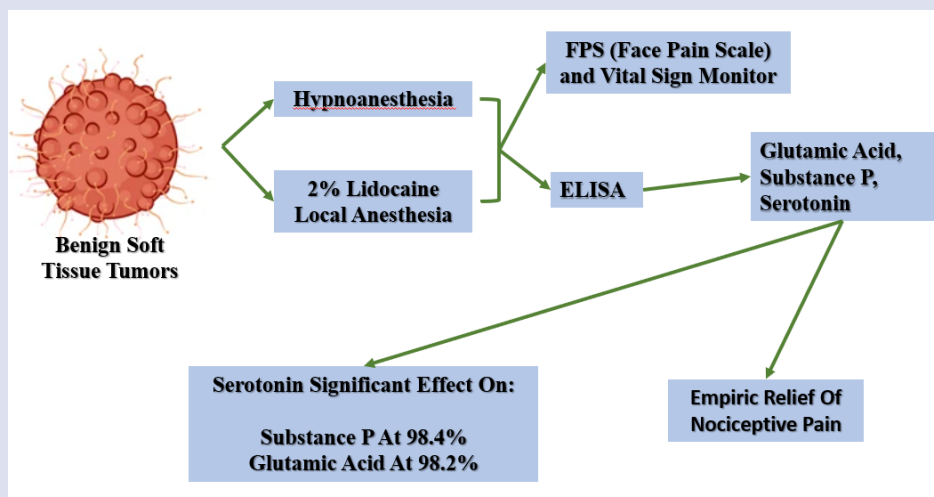 FPS (Face Pain Scale)
and Vital Sign Monitor
Hypnoanesthesia
2% Lidocaine
Local Anesthesia
ELISA
Glutamic Acid,
Substance P,
Serotonin
Benign Soft
Tissue Tumors
Serotonin Significant Effect On:
Substance P At 98.4%
Glutamic Acid At 98.2%
Empiric Relief Of
Nociceptive Pain